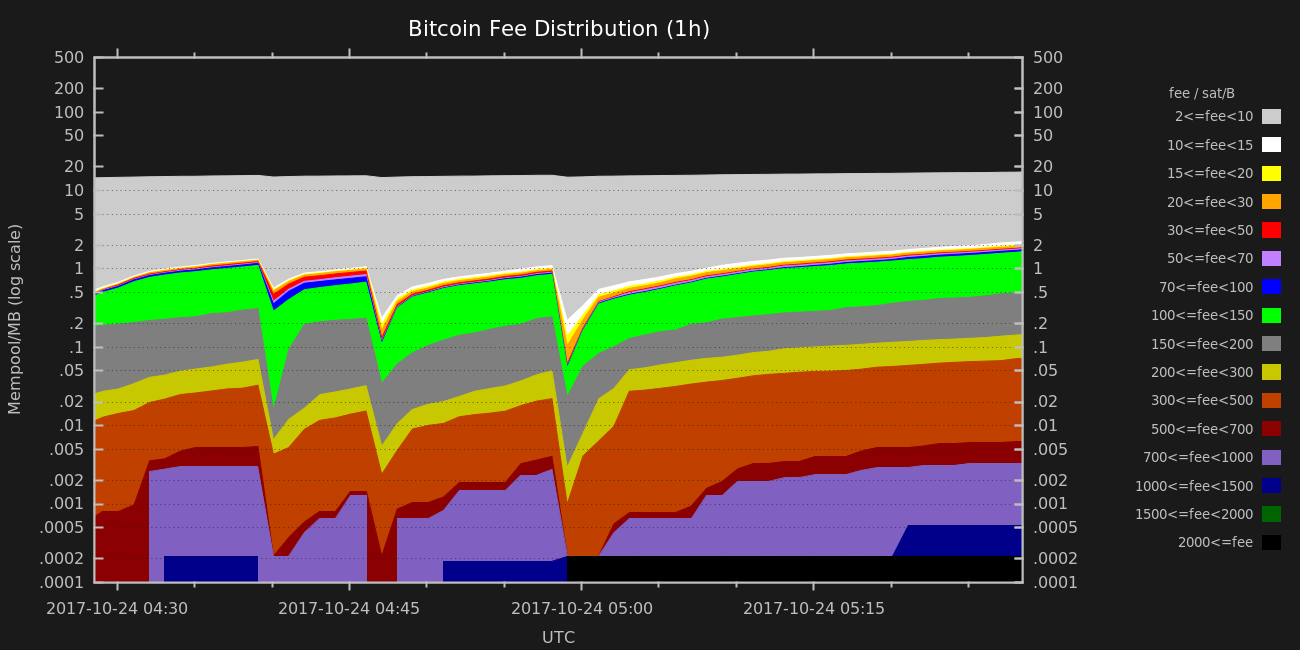 Bitcoin Fee Distribution (1h)
500 500
200 200
100 100
50 50
20 20
10 10
5 5
2 2
1 1
.5 .5
.2 .2
.1 .1
.05 .05
.02 .02
.01 .01
.005 .005
.002 .002
.001 .001
.0005 .0005
.0002 .0002
.0001 .0001
Mempool/MB (log scale)
2017-10-24 04:30 2017-10-24 04:45 2017-10-24 05:00 2017-10-24 05:15
UTC
fee / sat/B
2<=fee<10
10<=fee<15
15<=fee<20
20<=fee<30
30<=fee<50
50<=fee<70
70<=fee<100
100<=fee<150
150<=fee<200
200<=fee<300
300<=fee<500
500<=fee<700
700<=fee<1000
1000<=fee<1500
1500<=fee<2000
2000<=fee